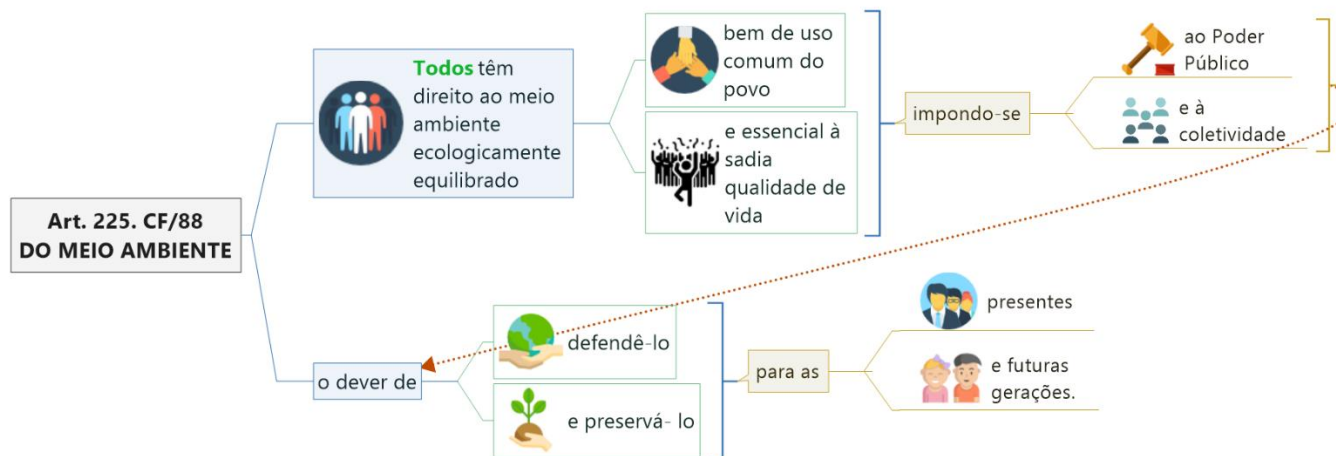 Art. 225. CF/88
DO MEIO AMBIENTE
Todos têm
direito ao meio
ambiente
ecologicamente
equilibrado
bem de uso
comum do
povo
e essencial à
sadia
qualidade de
vida
impondo-se
ao Poder
Público
e à
coletividade
o dever de
defendê-lo
e preservá- lo
para as
presentes
e futuras
gerações.